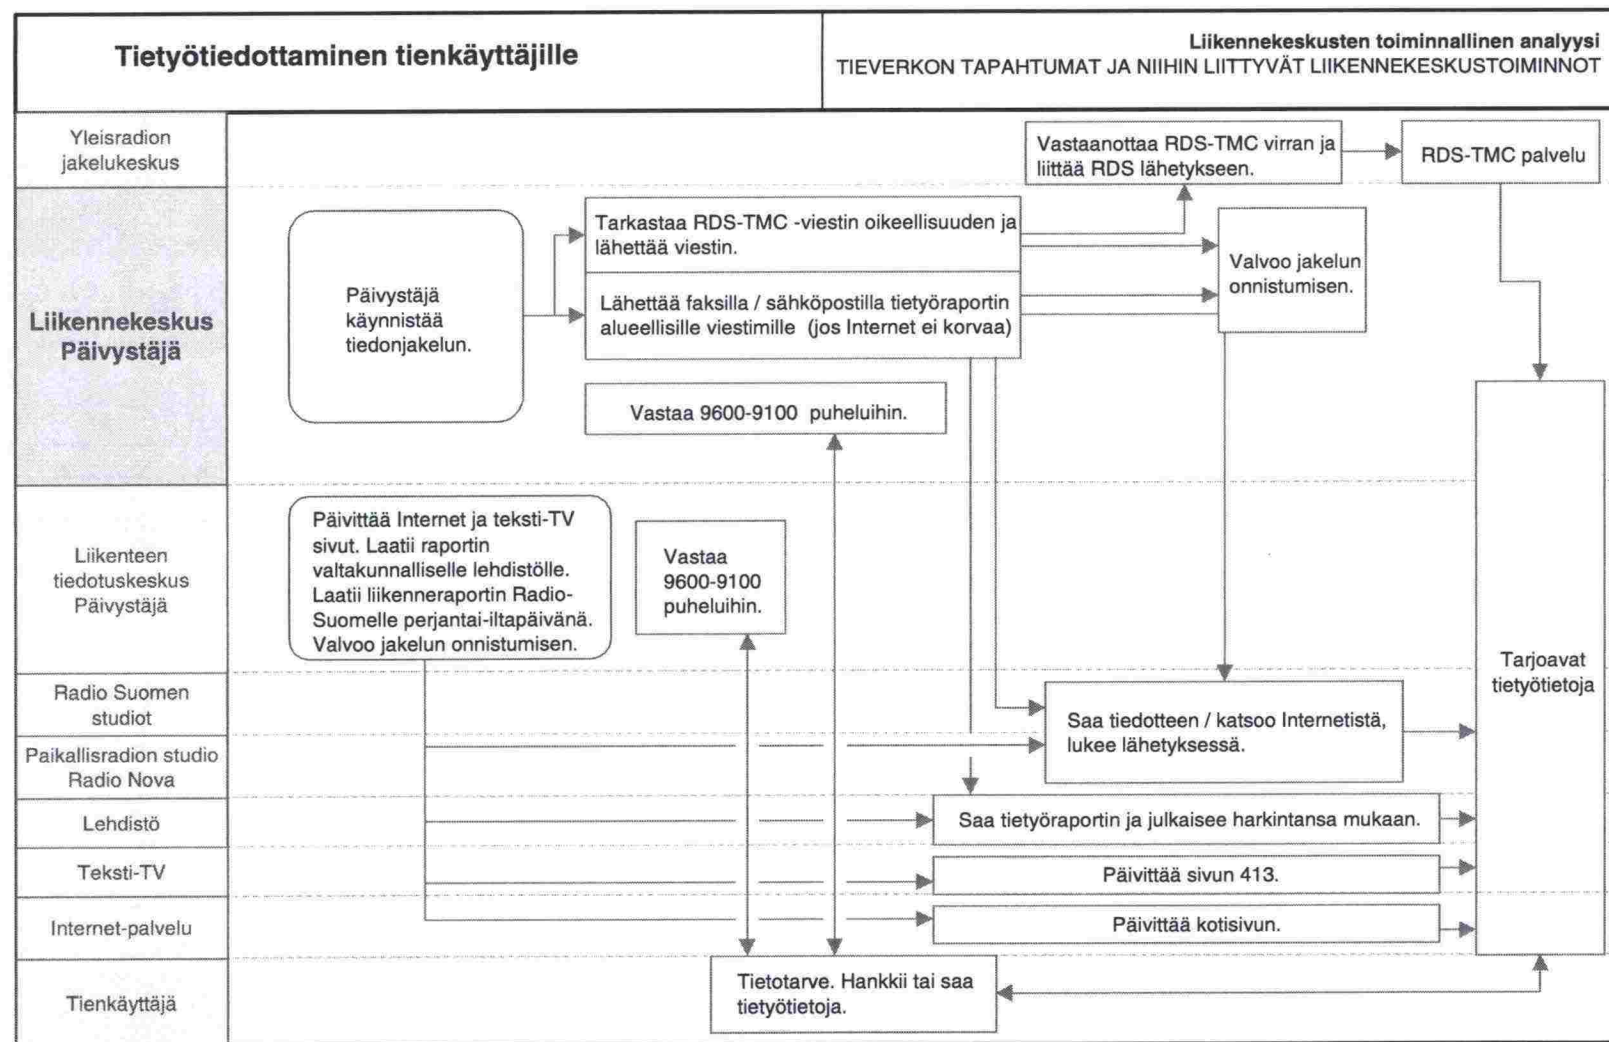 Tietyötiedottaminen tienkäyttäjille
Liikennekeskusten toiminnallinen analyysi
TIEVERKON TAPAHTUMAT JA NIIHIN LIITTYVÄT LIIKENNEKESKUSTOIMINNOT
Yleisradion
jakelukeskus
Vastaanottaa RDS-TMC virran ja
liittää RDS lähetykseen.
RDS-TMC palvelu
Liikennekeskus
Päivystäjä
Päivystäjä
käynnistää
tiedonjakelun.
Tarkastaa RDS-TMC -viestin oikeellisuuden ja
lähettää viestin.
Lähettää faksilla / sähköpostilla tietyöraportin
alueellisille viestimille (jos Internet ei korvaa)
Valvoo jakelun
onnistumisen.
Vastaa 9600-9100 puheluihin.
Liikenteen
tiedotuskeskus
Päivystäjä
Päivittää Internet ja teksti-TV
sivut. Laatii raportin
valtakunnalliselle lehdistölle.
Laatii liikenneraportin Radio-
Suomelle perjantai-iltapäivänä.
Valvoo jakelun onnistumisen.
Vastaa
9600-9100
puheluihin.
Tarjoavat
tietyötietoja
Radio Suomen
studiot
Paikallisradion studio
Radio Nova
Saa tiedotteen / katsoo Internetistä,
lukee lähetyksessä.
Lehdistö
Saa tietyöraportin ja julkaisee harkintansa mukaan.
Teksti-TV
Päivittää sivun 413.
Internet-palvelu
Päivittää kotisivun.
Tienkäyttäjä
Tietotarve. Hankkii tai saa
tietyötietoja.